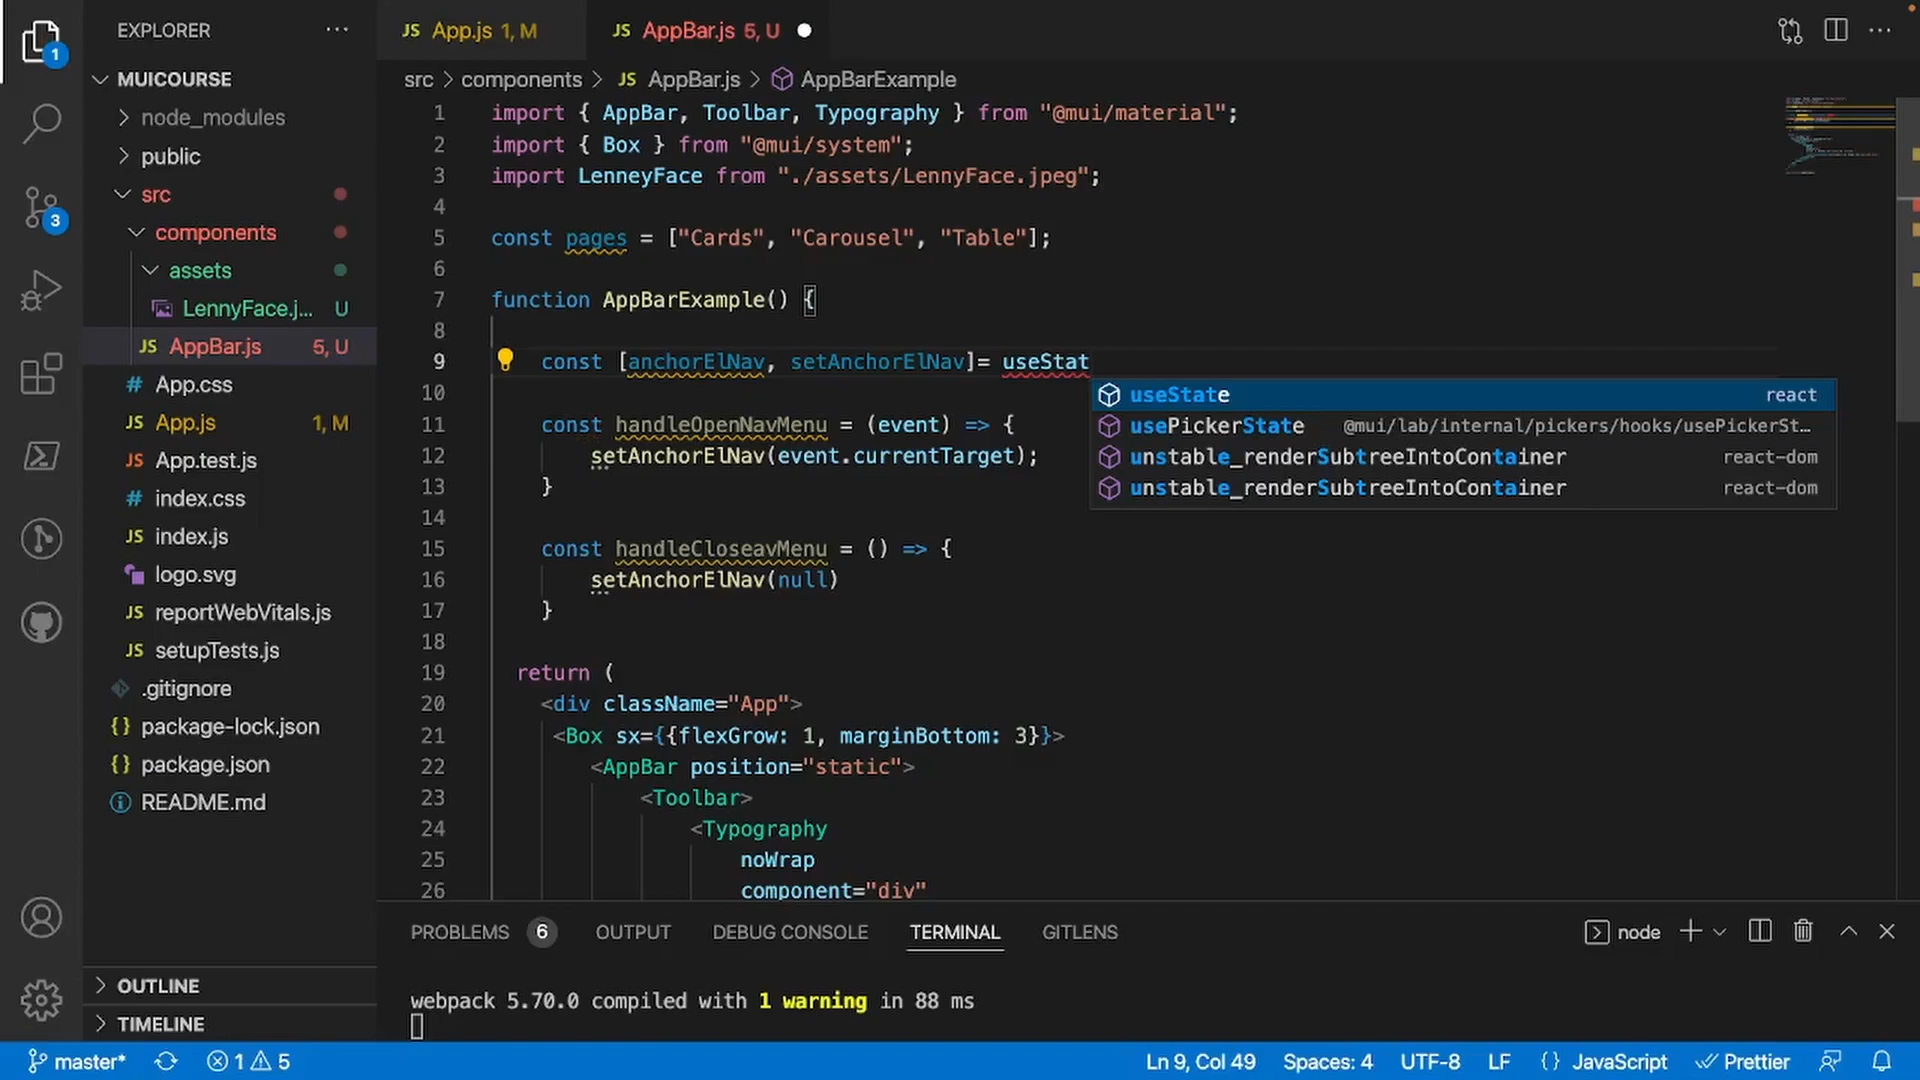 EXPLORER
MUICOURSE
node_modules
public
src
components
assets
LennyFace.j... U
AppBar.js 5, U
App.css
App.js 1, M
App.test.js
index.css
index.js
logo.svg
reportWebVitals.js
setupTests.js
.gitignore
package-lock.json
package.json
README.md
OUTLINE
TIMELINE
1
3
JS App.js 1, M
JS AppBar.js 5, U
src > components > JS AppBar.js > AppBarExample
1 import { AppBar, Toolbar, Typography } from "@mui/material";
2 import { Box } from "@mui/system";
3 import LenneyFace from "./assets/LennyFace.jpeg";
4
5 const pages = ["Cards", "Carousel", "Table"];
6
7 function AppBarExample() {
8
9 const [anchorElNav, setAnchorElNav]= useStat
10
11 const handleOpenNavMenu = (event) => {
12 setAnchorElNav(event.currentTarget);
13 }
14
15 const handleCloseavMenu = () => {
16 setAnchorElNav(null)
17 }
18
19 return (
20 <div className="App">
21 <Box sx={{flexGrow: 1, marginBottom: 3}}>
22 <AppBar position="static">
23 <Toolbar>
24 <Typography
25 noWrap
26 component="div"
useState react
usePickerState @mui/lab/internal/pickers/hooks/usePickerSt...
unstable_renderSubtreeIntoContainer react-dom
unstable_renderSubtreeIntoContainer react-dom
PROBLEMS 6 OUTPUT DEBUG CONSOLE TERMINAL GITLENS node
webpack 5.70.0 compiled with 1 warning in 88 ms
master* 1 5 Ln 9, Col 49 Spaces: 4 UTF-8 LF {} JavaScript Prettier